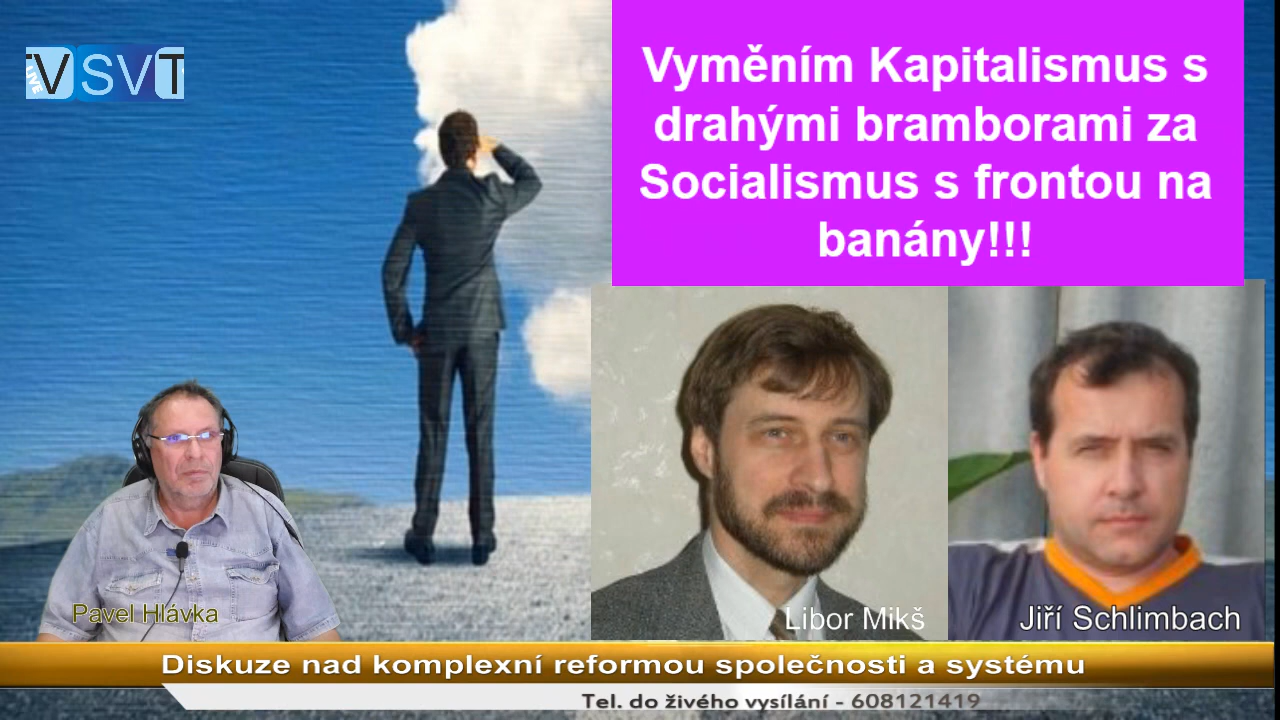 LIVE
VSVT
Vyměním Kapitalismus s
drahými bramborami za
Socialismus s frontou na
banány!!!
Pavel Hlávka
Libor Mikš
Jiří Schlimbach
Diskuze nad komplexní reformou společnosti a systému
Tel. do živého vysílání - 608121419